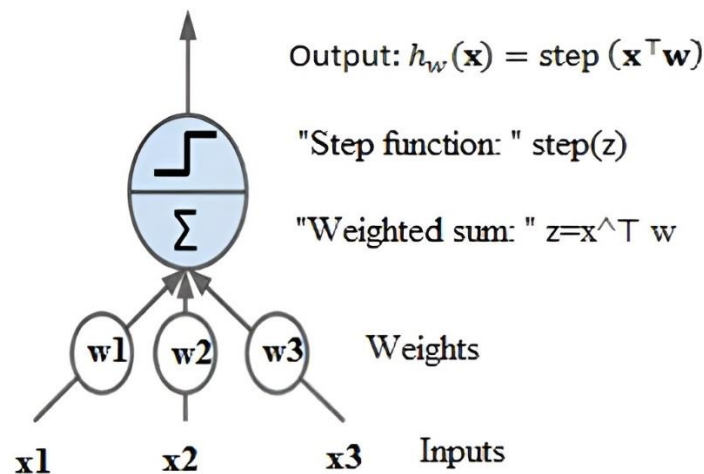 Output: h_w(x) = step (x^⊤w)
"Step function: " step(z)
Σ
"Weighted sum: " z=x^⊤ w
w1 w2 w3 Weights
x1 x2 x3 Inputs